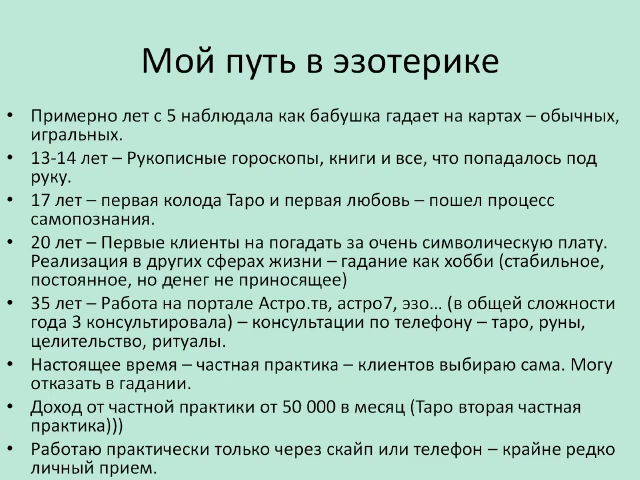 Мой путь в эзотерике
• Примерно лет с 5 наблюдала как бабушка гадает на картах – обычных,
игральных.
• 13-14 лет – Рукописные гороскопы, книги и все, что попадалось под
руку.
• 17 лет – первая колода Таро и первая любовь – пошел процесс
самопознания.
• 20 лет – Первые клиенты на погадать за очень символическую плату.
Реализация в других сферах жизни – гадание как хобби (стабильное,
постоянное, но денег не приносящее)
• 35 лет – Работа на портале Астро.тв, астро7, эзо… (в общей сложности
года 3 консультировала) – консультации по телефону – таро, руны,
целительство, ритуалы.
• Настоящее время – частная практика – клиентов выбираю сама. Могу
отказать в гадании.
• Доход от частной практики от 50 000 в месяц (Таро вторая частная
практика)))
• Работаю практически только через скайп или телефон – крайне редко
личный прием.